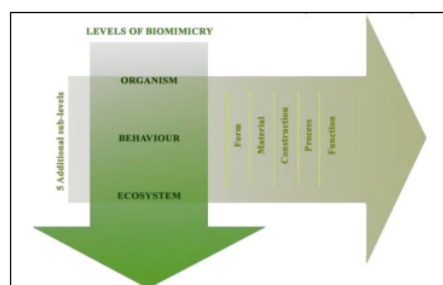 LEVELS OF BIOMIMICRY
ORGANISM
BEHAVIOUR
ECOSYSTEM
5 Additional sub-levels
Form
Material
Construction
Process
Function